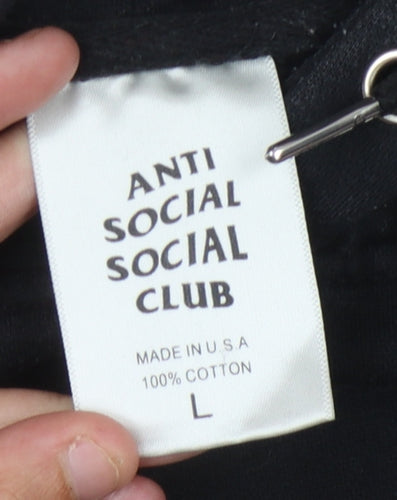 ANTI
SOCIAL
SOCIAL
CLUB
MADE IN U.S.A
100% COTTON
L